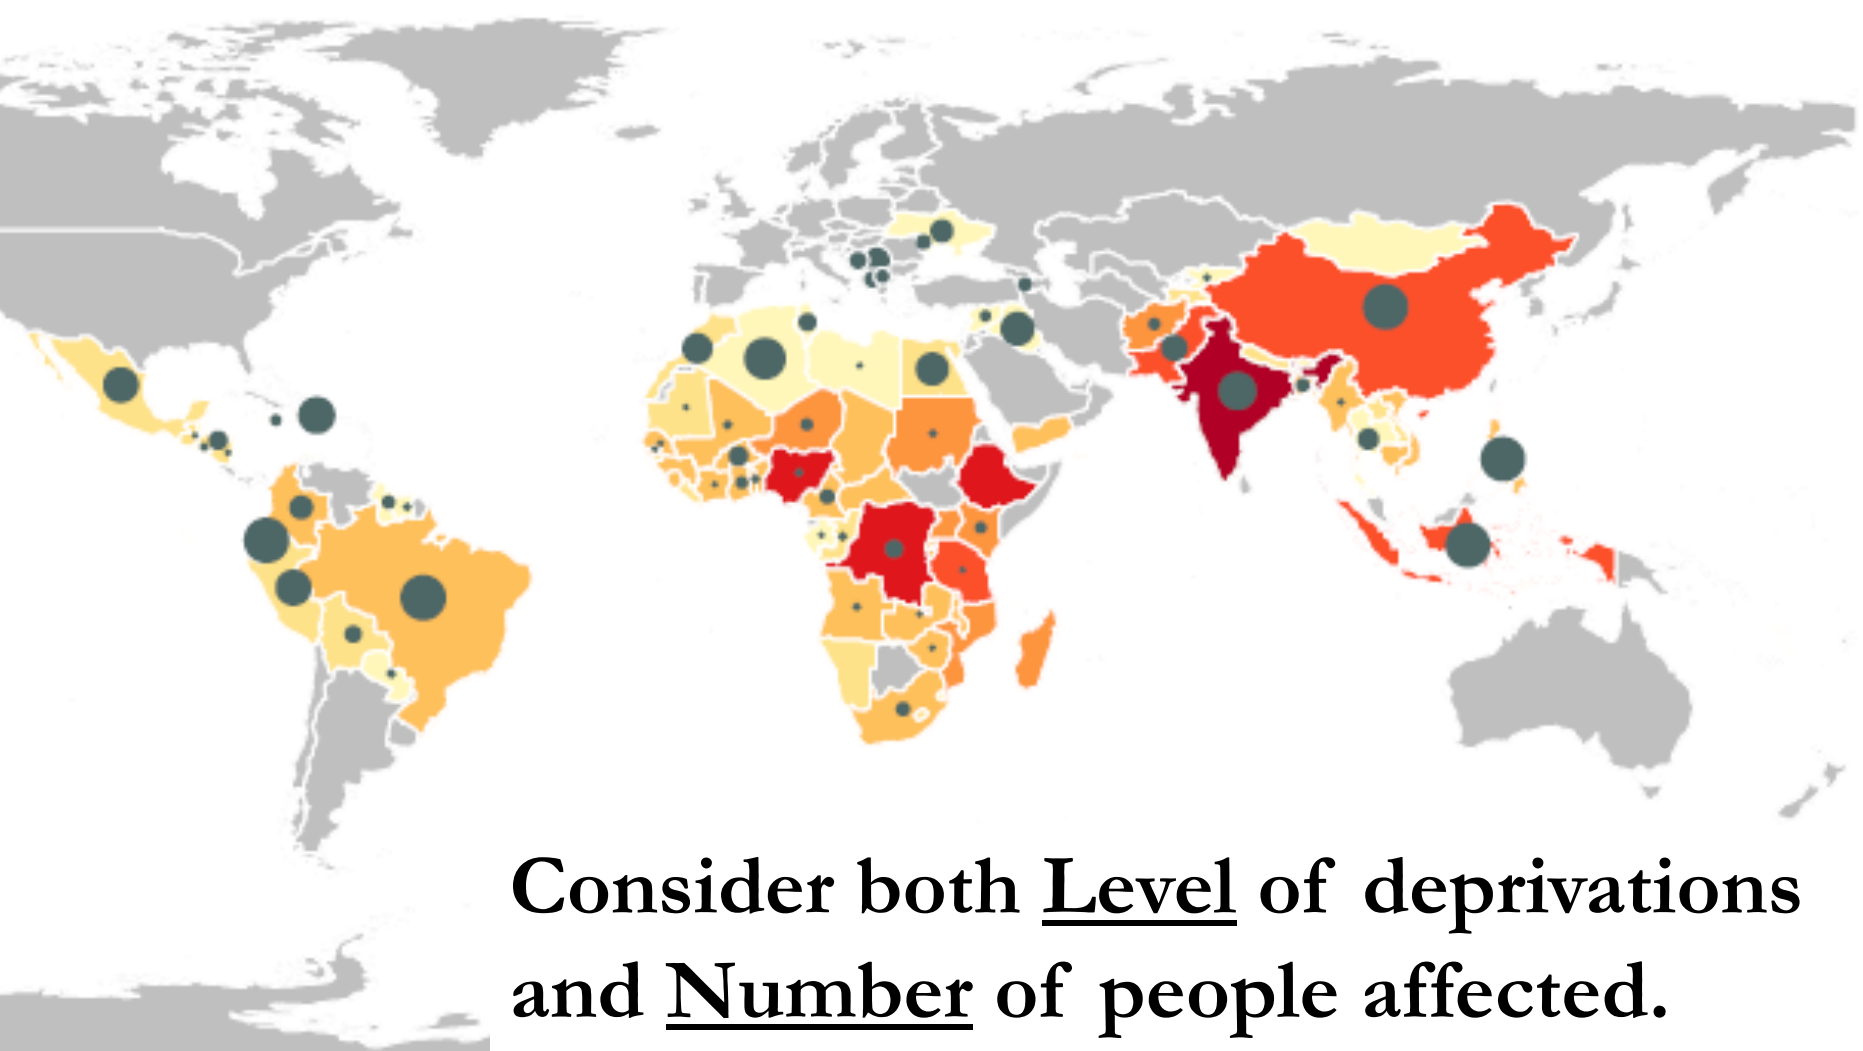 Consider both Level of deprivations
and Number of people affected.